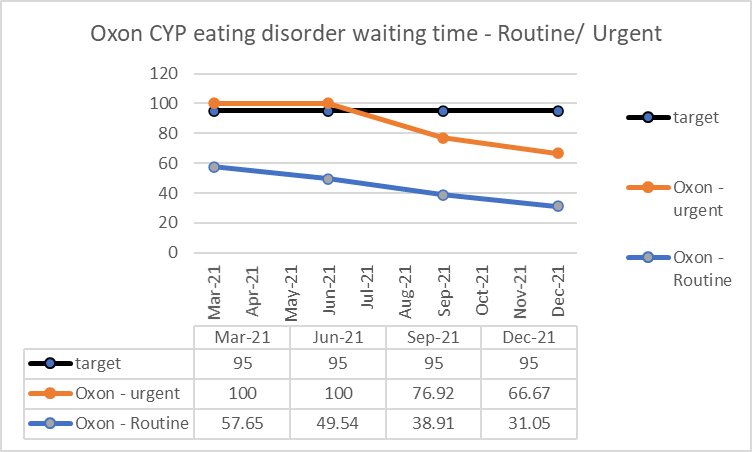 Oxon CYP eating disorder waiting time - Routine/ Urgent
120
100
80
60
40
20
0
Mar-21
Apr-21
May-21
Jun-21
Jul-21
Aug-21
Sep-21
Oct-21
Nov-21
Dec-21
target
Oxon -
urgent
Oxon -
Routine
Mar-21 Jun-21 Sep-21 Dec-21
target 95 95 95 95
Oxon - urgent 100 100 76.92 66.67
Oxon - Routine 57.65 49.54 38.91 31.05